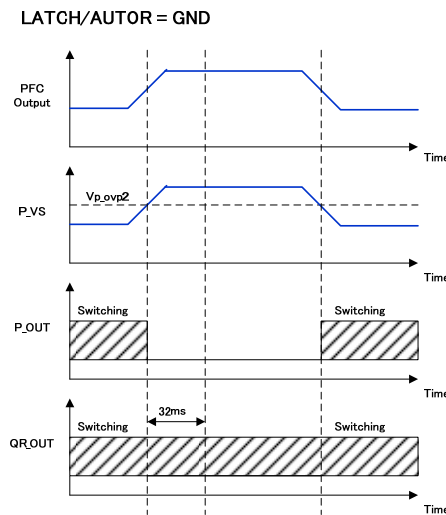 LATCH/AUTOR = GND
PFC
Output
Time
Vp_ovp2
P_VS
Time
Switching
Switching
P_OUT
Time
32ms
Switching
Switching
QR_OUT
Time